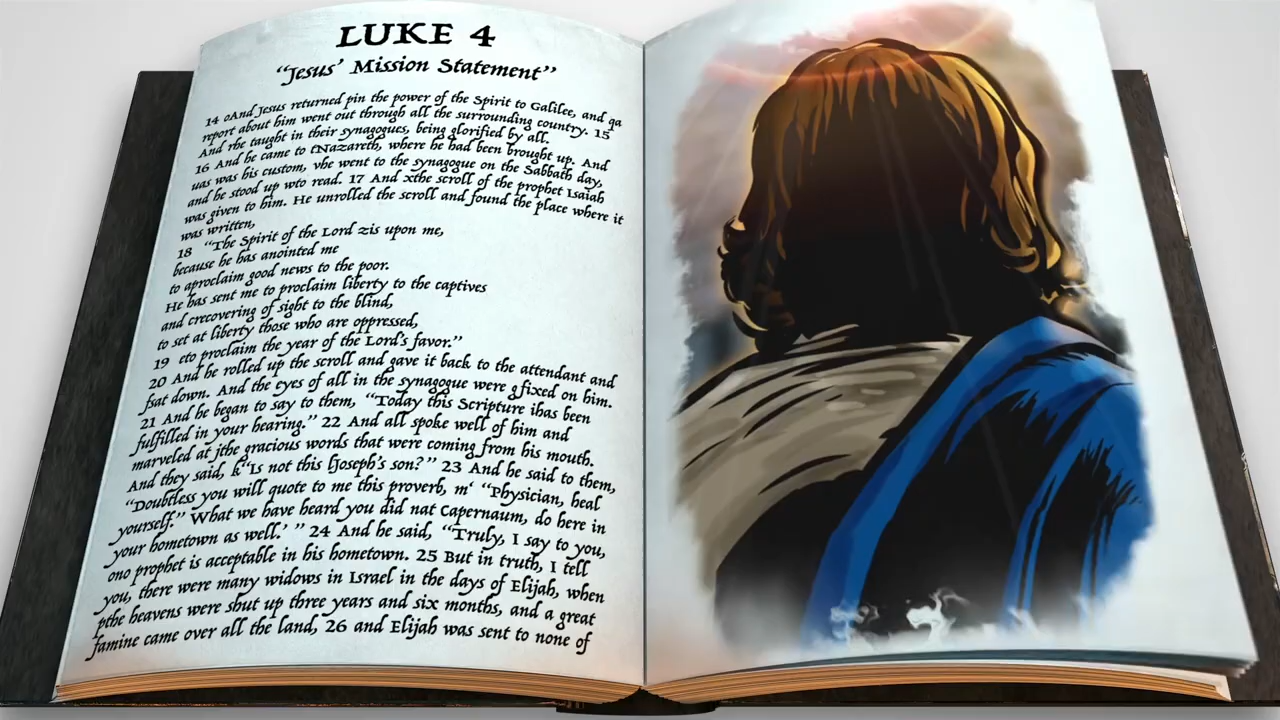 LUKE 4
“Jesus’ Mission Statement”
14 oAnd Jesus returned pin the power of the Spirit to Galilee, and qa
report about him went out through all the surrounding country. 15
And rhe taught in their synagogues, being glorified by all.
16 And he came to tNazareth, where he had been brought up. And
uas was his custom, vhe went to the synagogue on the Sabbath day,
and he stood up wto read. 17 And xthe scroll of the prophet Isaiah
was given to him. He unrolled the scroll and found the place where it
was written,
18 “The Spirit of the Lord zis upon me,
because he has anointed me
to aproclaim good news to the poor.
He has sent me to proclaim liberty to the captives
and crecovering of sight to the blind,
to set at liberty those who are oppressed,
19 eto proclaim the year of the Lord’s favor.”
20 And he rolled up the scroll and gave it back to the attendant and
fsat down. And the eyes of all in the synagogue were gfixed on him.
21 And he began to say to them, “Today this Scripture ihas been
fulfilled in your hearing.” 22 And all spoke well of him and
marveled at jthe gracious words that were coming from his mouth.
And they said, k“Is not this lJoseph’s son?” 23 And he said to them,
“Doubtless you will quote to me this proverb, m‘ “Physician, heal
yourself.” What we have heard you did nat Capernaum, do here in
your hometown as well.’ ” 24 And he said, “Truly, I say to you,
ono prophet is acceptable in his hometown. 25 But in truth, I tell
you, there were many widows in Israel in the days of Elijah, when
pthe heavens were shut up three years and six months, and a great
famine came over all the land, 26 and Elijah was sent to none of